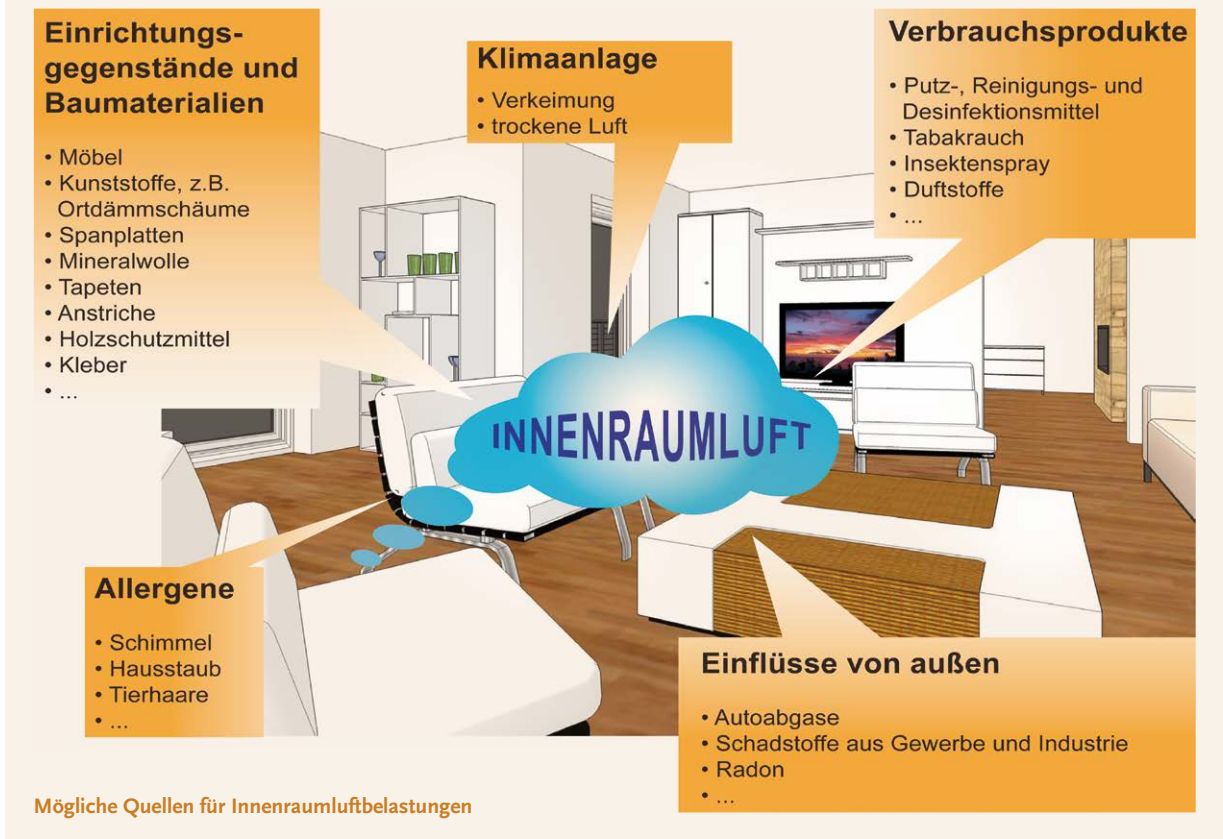 Einrichtungs-
gegenstände und
Baumaterialien
• Möbel
• Kunststoffe, z.B.
Ortdämmschäume
• Spanplatten
• Mineralwolle
• Tapeten
• Anstriche
• Holzschutzmittel
• Kleber
• ...
Klimaanlage
• Verkeimung
• trockene Luft
Verbrauchsprodukte
• Putz-, Reinigungs- und
Desinfektionsmittel
• Tabakrauch
• Insektenspray
• Duftstoffe
• ...
INNENRAUMLUFT
Allergene
• Schimmel
• Hausstaub
• Tierhaare
• ...
Einflüsse von außen
• Autoabgase
• Schadstoffe aus Gewerbe und Industrie
• Radon
• ...
Mögliche Quellen für Innenraumluftbelastungen